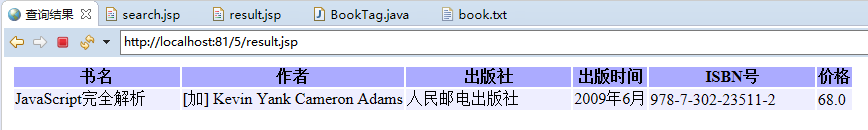 查询结果 search.jsp result.jsp BookTag.java book.txt
http://localhost:81/5/result.jsp
书名 作者 出版社 出版时间 ISBN号 价格
JavaScript完全解析 [加] Kevin Yank Cameron Adams 人民邮电出版社 2009年6月 978-7-302-23511-2 68.0